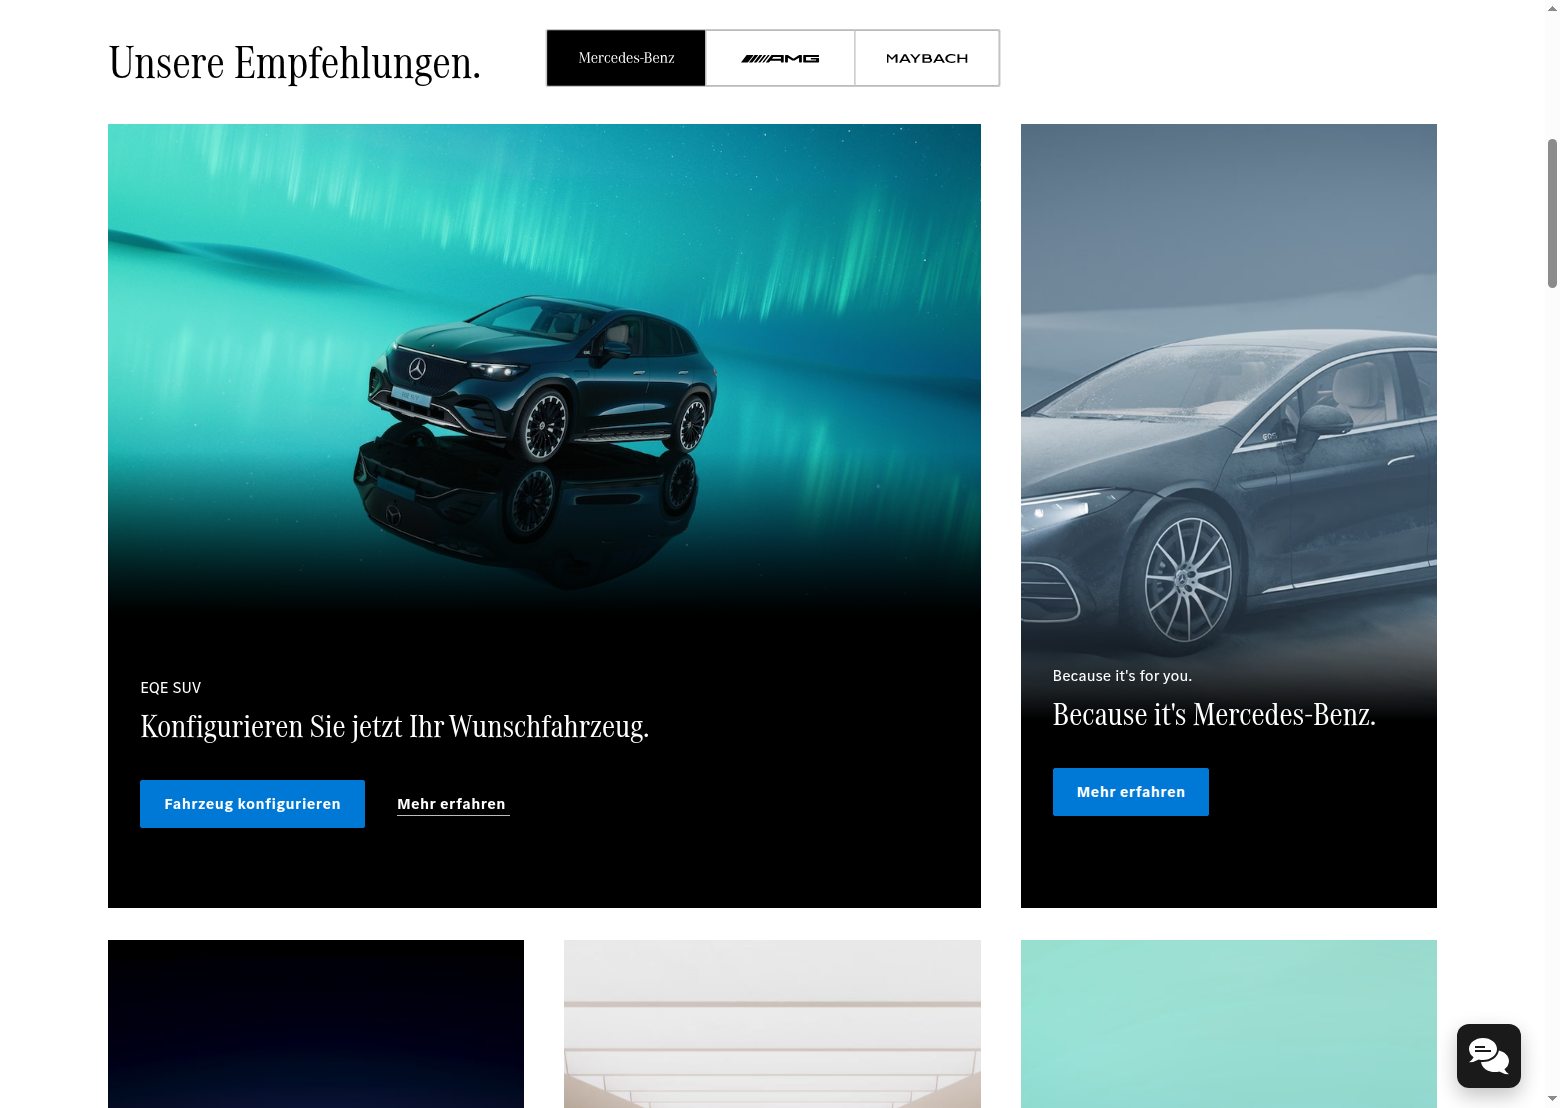 Unsere Empfehlungen.
Mercedes-Benz
AMG
MAYBACH
EQE SUV
Konfigurieren Sie jetzt Ihr Wunschfahrzeug.
Fahrzeug konfigurieren
Mehr erfahren
Because it's for you.
Because it's Mercedes-Benz.
Mehr erfahren